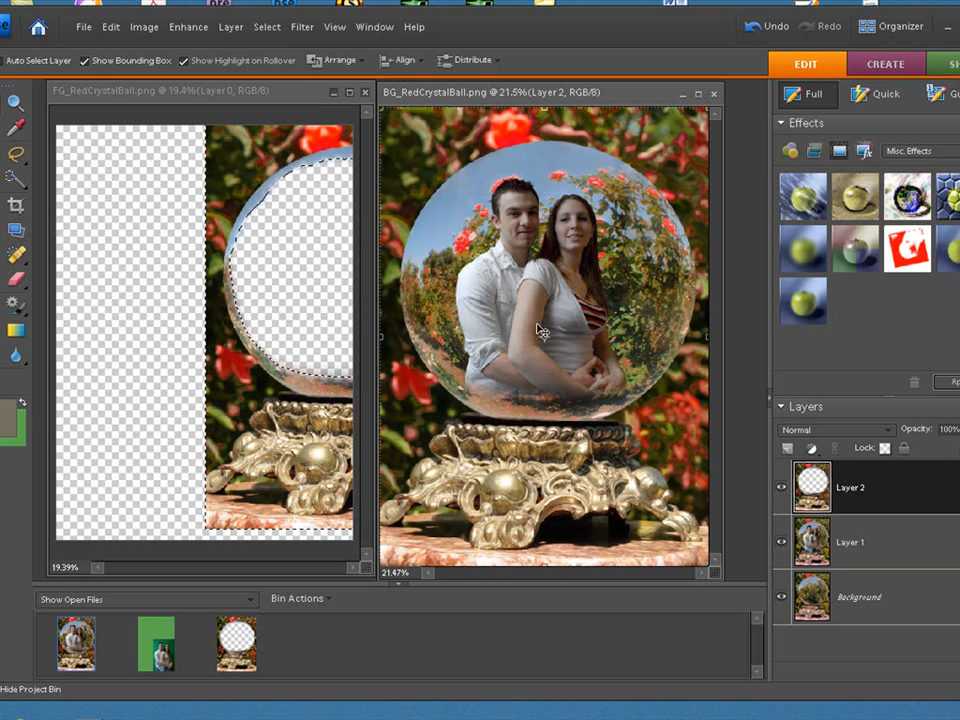 File Edit Image Enhance Layer Select Filter View Window Help
Undo Redo Organizer
Auto Select Layer Show Bounding Box Show Highlight on Rollover Arrange Align Distribute
EDIT CREATE
FG_RedCrystalBall.png @ 19.4%(Layer 0, RGB/8)
BG_RedCrystalBall.png @ 21.5%(Layer 2, RGB/8)
Full Quick
Effects
Misc. Effects
Layers
Normal Opacity: 100%
Lock:
Layer 2
Layer 1
Background
19.39%
21.47%
Show Open Files Bin Actions
Hide Project Bin